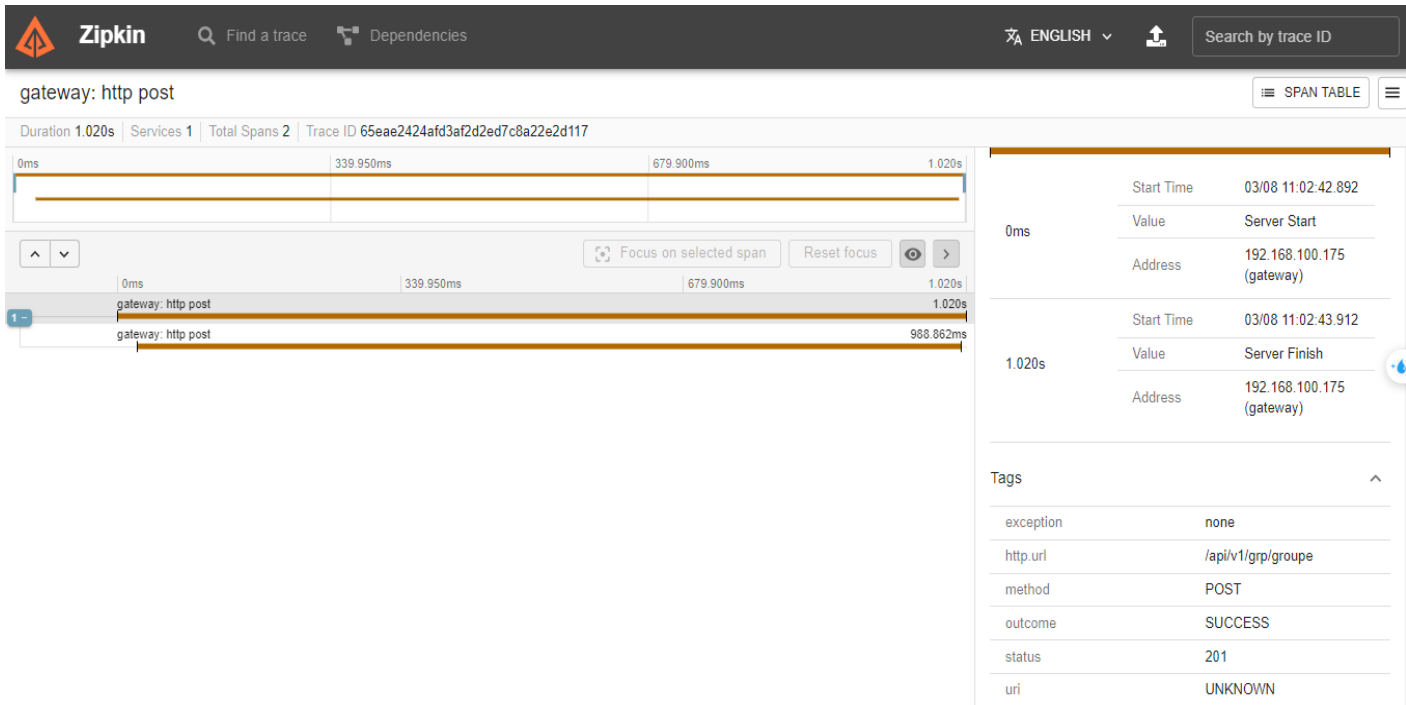 Zipkin Find a trace Dependencies ENGLISH Search by trace ID
gateway: http post SPAN TABLE
Duration 1.020s Services 1 Total Spans 2 Trace ID 65eae2424afd3af2d2ed7c8a22e2d117
0ms 339.950ms 679.900ms 1.020s
Focus on selected span Reset focus
0ms 339.950ms 679.900ms 1.020s
gateway: http post 1.020s
1 −
gateway: http post 988.862ms
0ms
Start Time 03/08 11:02:42.892
Value Server Start
Address 192.168.100.175
(gateway)
1.020s
Start Time 03/08 11:02:43.912
Value Server Finish
Address 192.168.100.175
(gateway)
Tags
exception none
http.url /api/v1/grp/groupe
method POST
outcome SUCCESS
status 201
uri UNKNOWN